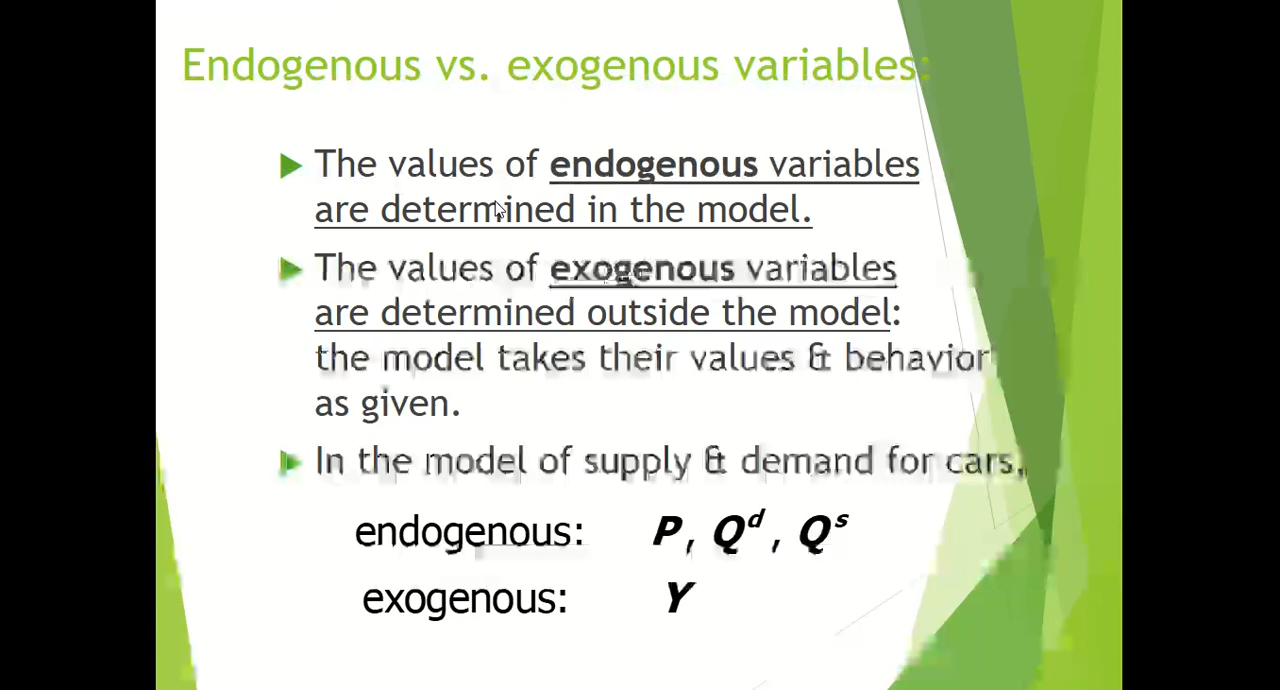 Endogenous vs. exogenous variables:
The values of endogenous variables
are determined in the model.
The values of exogenous variables
are determined outside the model:
the model takes their values & behavior
as given.
In the model of supply & demand for cars,
endogenous: P, Qᵈ, Qˢ
exogenous: Y